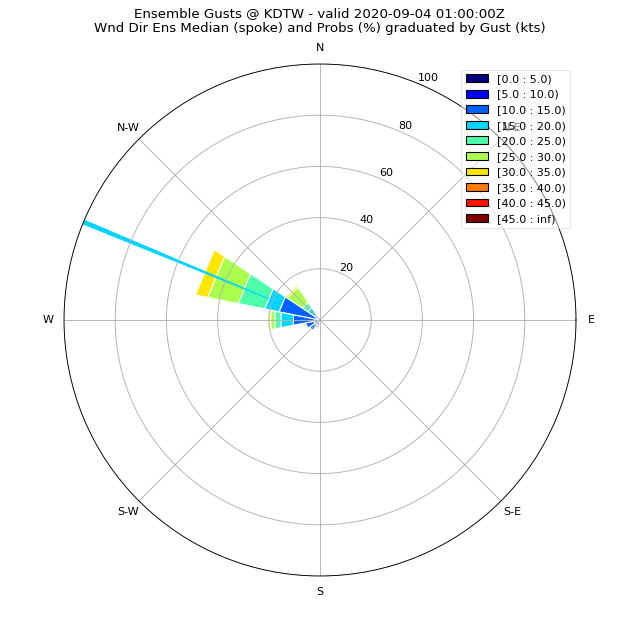 Ensemble Gusts @ KDTW - valid 2020-09-04 01:00:00Z
Wnd Dir Ens Median (spoke) and Probs (%) graduated by Gust (kts)
N
100
[0.0 : 5.0)
[5.0 : 10.0)
[10.0 : 15.0)
N-W
80
[15.0 : 20.0)
N-E
[20.0 : 25.0)
[25.0 : 30.0)
60
[30.0 : 35.0)
[35.0 : 40.0)
[40.0 : 45.0)
40
[45.0 : inf)
20
W
E
S-W
S-E
S